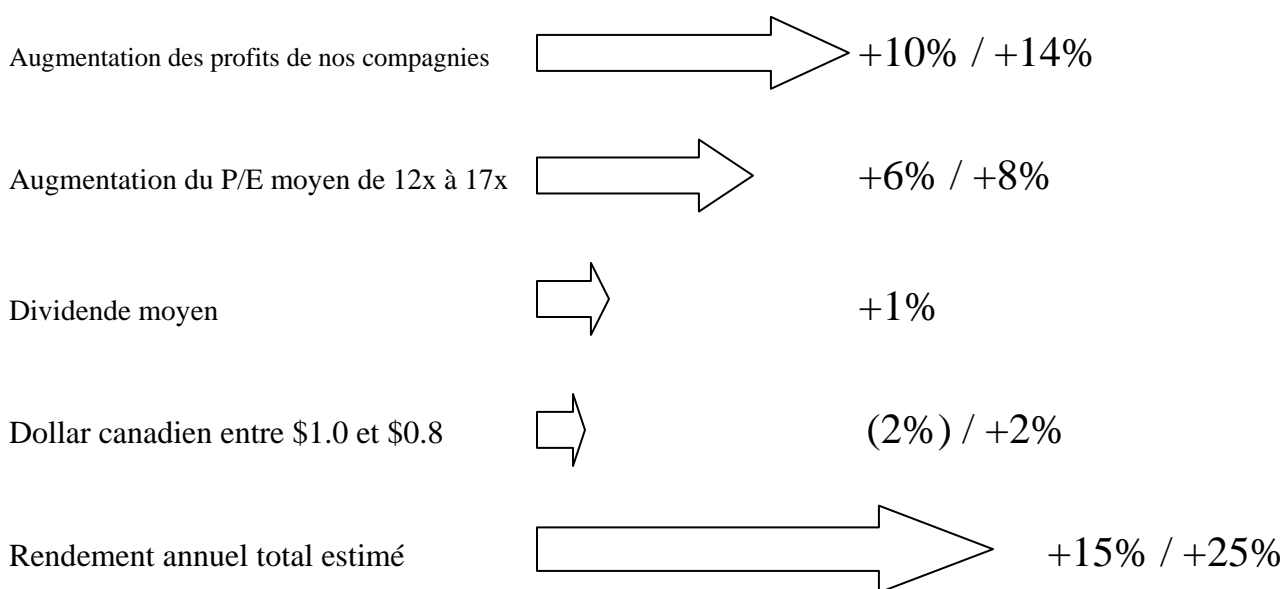 Augmentation des profits de nos compagnies +10% / +14%
Augmentation du P/E moyen de 12x à 17x +6% / +8%
Dividende moyen +1%
Dollar canadien entre $1.0 et $0.8 (2%) / +2%
Rendement annuel total estimé +15% / +25%